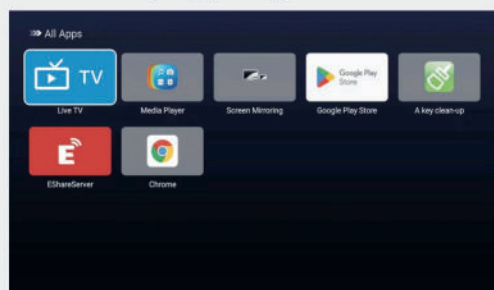 All Apps
TV
Google Play
Store
Live TV
Media Player
Screen Mirroring
Google Play Store
A key clean-up
E
EShareServer
Chrome